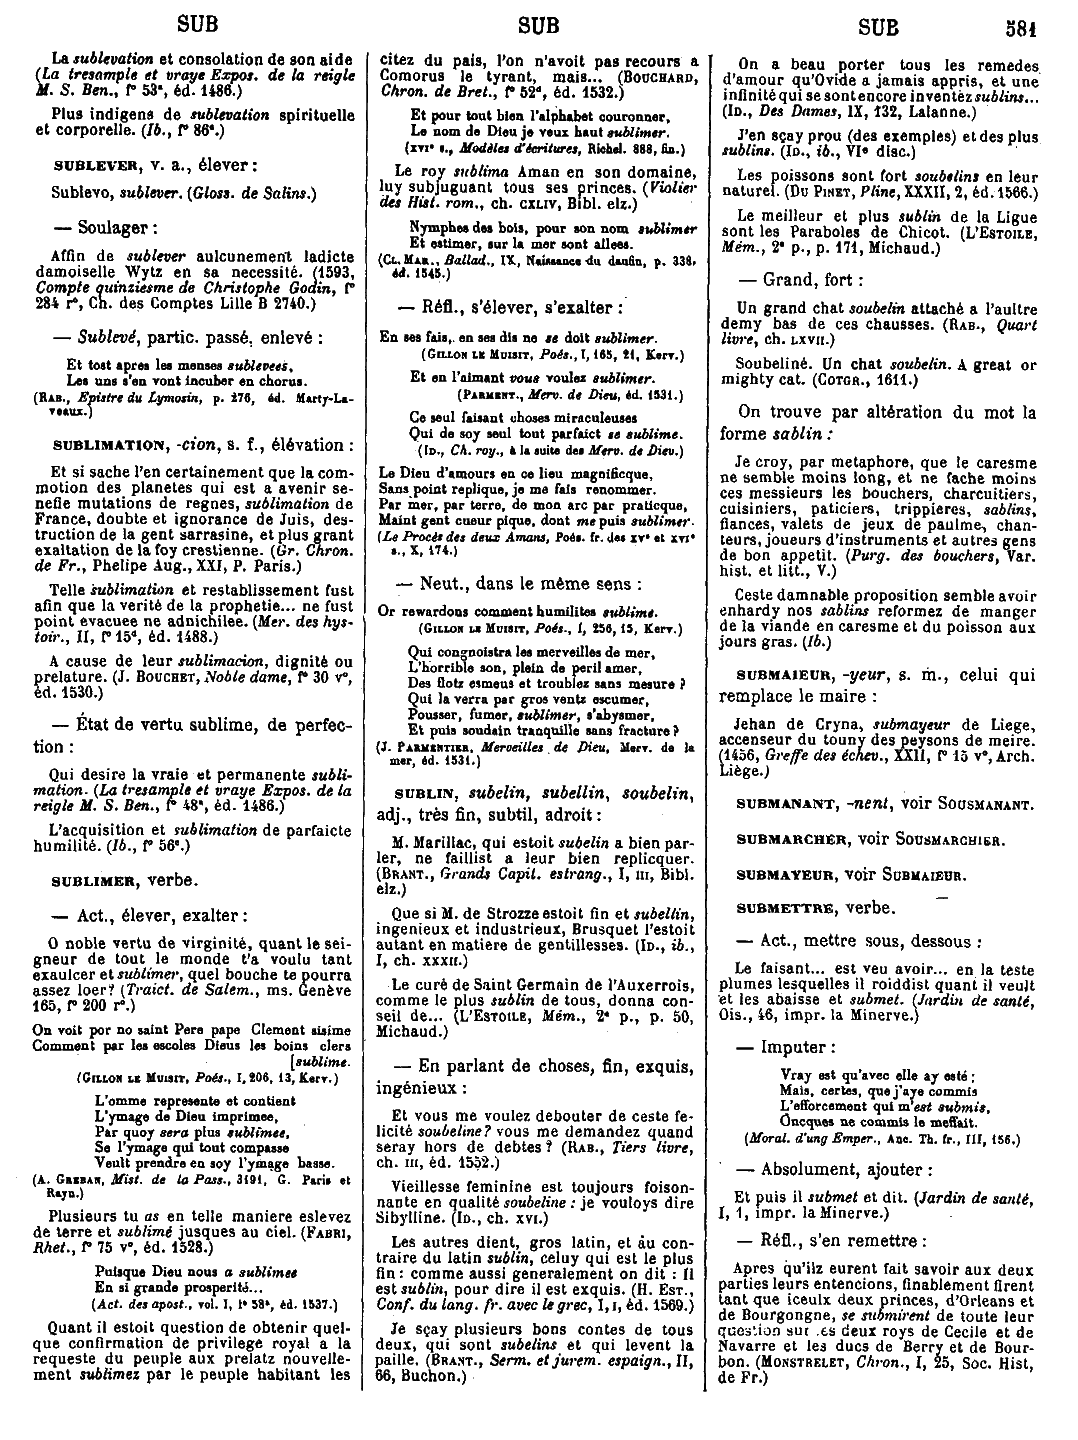 SUB
SUB
SUB
581
La sublevation et consolation de son aide
(La tresample et vraye Expos. de la reigle
M. S. Ben., f° 53ᵃ, éd. 1486.)
Plus indigens de sublevation spirituelle
et corporelle. (Ib., f° 86ᵃ.)
SUBLEVER, v. a., élever :
Sublevo, sublever. (Gloss. de Salins.)
— Soulager :
Affin de sublever aulcunement ladicte
damoiselle Wytz en sa necessité. (1593,
Compte quinziesme de Christophe Godin, f°
284 r°, Ch. des Comptes Lille B 2740.)
— Sublevé, partic. passé, enlevé :
Et tost apres les menses sublevees,
Les uns s'en vont incuber en chorus.
(RAB., Epistre du Lymosin, p. 276, éd. Marty-La-
veaux.)
SUBLIMATION, -cion, s. f., élévation :
Et si sache l'en certainement que la com-
motion des planetes qui est a avenir se-
nefie mutations de regnes, sublimation de
France, doubte et ignorance de Juis, des-
truction de la gent sarrasine, et plus grant
exaltation de la foy crestienne. (Gr. Chron.
de Fr., Phelipe Aug., XXI, P. Paris.)
Telle sublimation et restablissement fust
afin que la verité de la prophetie... ne fust
point evacuee ne adnichilee. (Mer. des hys-
toir., II, f° 15ᵈ, éd. 1488.)
A cause de leur sublimacion, dignité ou
prelature. (J. BOUCHET, Noble dame, f° 30 v°,
éd. 1530.)
— État de vertu sublime, de perfec-
tion :
Qui desire la vraie et permanente subli-
mation. (La tresample et vraye Expos. de la
reigle M. S. Ben., f° 48ᵃ, éd. 1486.)
L'acquisition et sublimation de parfaicte
humilité. (Ib., f° 56ᵃ.)
SUBLIMER, verbe.
— Act., élever, exalter :
O noble vertu de virginité, quant le sei-
gneur de tout le monde t'a voulu tant
exaulcer et sublimer, quel bouche te pourra
assez loer? (Traict. de Salem., ms. Genève
165, f° 200 r°.)
On voit por no saint Pere pape Clement sisime
Comment par les escoles Dieus les boins clers
[sublime.
(GILLON LE MUISIT, Poés., I, 206, 13, Kerv.)
L'omme represente et contient
L'ymage de Dieu imprimee,
Par quoy sera plus sublimee,
Se l'ymage qui tout compasse
Veult prendre en soy l'ymage basse.
(A. GREBAN, Mist. de la Pass., 3191, G. Paris et
Rayn.)
Plusieurs tu as en telle maniere eslevez
de terre et sublimé jusques au ciel. (FABRI,
Rhet., f° 75 v°, éd. 1528.)
Puisque Dieu nous a sublimee
En si grande prosperité...
(Act. des apost., vol. I, f° 58ᵃ, éd. 1537.)
Quant il estoit question de obtenir quel-
que confirmation de privilege royal a la
requeste du peuple aux prelatz nouvelle-
ment sublimez par le peuple habitant les
citez du pais, l'on n'avoit pas recours a
Comorus le tyrant, mais... (BOUCHARD,
Chron. de Bret., f° 52ᵈ, éd. 1532.)
Et pour tout bien l'alphabet couronner,
Le nom de Dieu je veux haut sublimer.
(XVIᵉ s., Modèles d'écritures, Richel. 888, fin.)
Le roy sublima Aman en son domaine,
luy subjuguant tous ses princes. (Violier
des Hist. rom., ch. CXLIV, Bibl. elz.)
Nymphes des bois, pour son nom sublimer
Et estimer, sur la mer sont allees.
(CL. MAR., Ballad., IX, Naissance du daufin, p. 338,
éd. 1545.)
— Réfl., s'élever, s'exalter :
En ses fais, en ses dis ne se doit sublimer.
(GILLON LE MUISIT, Poés., I, 165, 21, Kerv.)
Et en l'aimant vous voulez sublimer.
(PARMENT., Merv. de Dieu, éd. 1531.)
Ce seul faisant choses miraculeuses
Qui de soy seul tout parfaict se sublime.
(ID., Ch. roy., à la suite des Merv. de Dieu.)
Le Dieu d'amours en ce lieu magnificque,
Sans point replique, je me fais renommer.
Par mer, par terre, de mon arc par praticque,
Maint gent cueur pique, dont me puis sublimer.
(Le Procès des deux Amans, Poés. fr. des XVᵉ et XVIᵉ
s., X, 174.)
— Neut., dans le même sens :
Or rewardons comment humilites sublime.
(GILLON LE MUISIT, Poés., I, 256, 15, Kerv.)
Qui congnoistra les merveilles de mer,
L'horrible son, plein de peril amer,
Des flotz esmeus et troublez sans mesure ?
Qui la verra par gros ventz escumer,
Pousser, fumer, sublimer, s'abysmer,
Et puis soudain tranquille sans fracture ?
(J. PARMENTIER, Merveilles de Dieu, Merv. de la
mer, éd. 1531.)
SUBLIN, subelin, subellin, soubelin,
adj., très fin, subtil, adroit :
M. Marillac, qui estoit subelin a bien par-
ler, ne faillist a leur bien replicquer.
(BRANT., Grands Capit. estrang., I, III, Bibl.
elz.)
Que si M. de Strozze estoit fin et subellin,
ingenieux et industrieux, Brusquet l'estoit
autant en matiere de gentillesses. (ID., ib.,
I, ch. XXXII.)
Le curé de Saint Germain de l'Auxerrois,
comme le plus sublin de tous, donna con-
seil de... (L'ESTOILE, Mém., 2ᵉ p., p. 50,
Michaud.)
— En parlant de choses, fin, exquis,
ingénieux :
Et vous me voulez debouter de ceste fe-
licité soubeline? vous me demandez quand
seray hors de debtes ? (RAB., Tiers livre,
ch. III, éd. 1552.)
Vieillesse feminine est toujours foison-
nante en qualité soubeline : je vouloys dire
Sibylline. (ID., ch. XVI.)
Les autres dient, gros latin, et au con-
traire du latin sublin, celuy qui est le plus
fin : comme aussi generalement on dit : Il
est sublin, pour dire il est exquis. (H. EST.,
Conf. du lang. fr. avec le grec, I, I, éd. 1569.)
Je sçay plusieurs bons contes de tous
deux, qui sont subelins et qui levent la
paille. (BRANT., Serm. et jurem. espaign., II,
66, Buchon.)
On a beau porter tous les remedes
d'amour qu'Ovide a jamais appris, et une
infinité qui se sont encore inventéz sublins...
(ID., Des Dames, IX, 132, Lalanne.)
J'en sçay prou (des exemples) et des plus
sublins. (ID., ib., VIᵉ disc.)
Les poissons sont fort soubelins en leur
naturel. (DU PINET, Pline, XXXII, 2, éd. 1566.)
Le meilleur et plus sublin de la Ligue
sont les Paraboles de Chicot. (L'ESTOILE,
Mém., 2ᵉ p., p. 171, Michaud.)
— Grand, fort :
Un grand chat soubelin attaché a l'aultre
demy bas de ces chausses. (RAB., Quart
livre, ch. LXVII.)
Soubeliné. Un chat soubelin. A great or
mighty cat. (COTGR., 1611.)
On trouve par altération du mot la
forme sablin :
Je croy, par metaphore, que le caresme
ne semble moins long, et ne fache moins
ces messieurs les bouchers, charcuitiers,
cuisiniers, paticiers, trippieres, sablins,
fiances, valets de jeux de paulme, chan-
teurs, joueurs d'instruments et autres gens
de bon appetit. (Purg. des bouchers, Var.
hist. et litt., V.)
Ceste damnable proposition semble avoir
enhardy nos sablins reformez de manger
de la viande en caresme et du poisson aux
jours gras. (Ib.)
SUBMAIEUR, -yeur, s. m., celui qui
remplace le maire :
Jehan de Cryna, submayeur de Liege,
accenseur du touny des peysons de meire.
(1456, Greffe des échev., XXII, f° 15 v°, Arch.
Liège.)
SUBMANANT, -nent, voir SOUSMANANT.
SUBMARCHER, voir SOUSMARCHIER.
SUBMAYEUR, voir SUBMAIEUR.
SUBMETTRE, verbe.
— Act., mettre sous, dessous :
Le faisant... est veu avoir... en la teste
plumes lesquelles il roiddist quant il veult
et les abaisse et submet. (Jardin de santé,
Ois., 46, impr. la Minerve.)
— Imputer :
Vray est qu'avec elle ay esté ;
Mais, certes, que j'aye commis
L'efforcement qui m'est submis,
Oncques ne commis le meffait.
(Moral. d'ung Emper., Anc. Th. fr., III, 156.)
— Absolument, ajouter :
Et puis il submet et dit. (Jardin de santé,
I, 1, impr. la Minerve.)
— Réfl., s'en remettre :
Apres qu'ilz eurent fait savoir aux deux
parties leurs entencions, finablement firent
tant que iceulx deux princes, d'Orleans et
de Bourgongne, se submirent de toute leur
question sur les deux roys de Cecile et de
Navarre et les ducs de Berry et de Bour-
bon. (MONSTRELET, Chron., I, 25, Soc. Hist,
de Fr.)